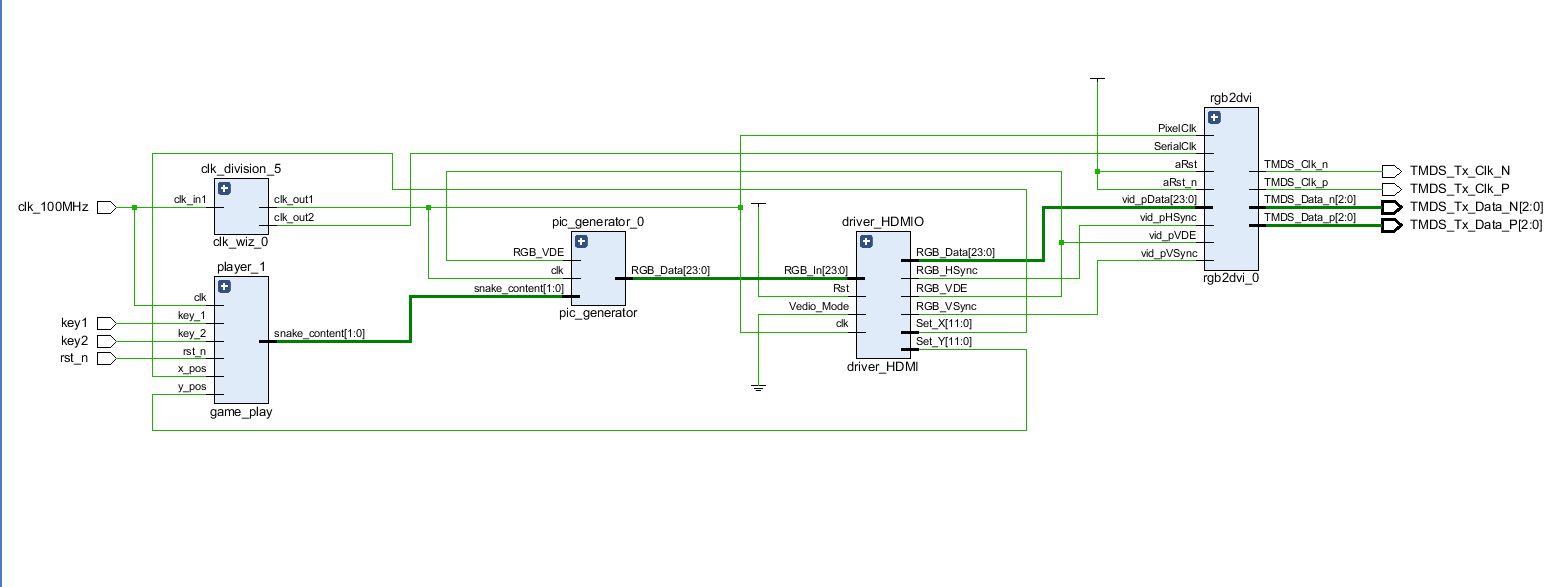 clk_100MHz
key1
key2
rst_n
clk_division_5
clk_in1
clk_out1
clk_out2
clk_wiz_0
player_1
clk
key_1
key_2
rst_n
x_pos
y_pos
snake_content[1:0]
game_play
pic_generator_0
RGB_VDE
clk
snake_content[1:0]
RGB_Data[23:0]
pic_generator
driver_HDMIO
RGB_In[23:0]
Rst
Vedio_Mode
clk
RGB_Data[23:0]
RGB_HSync
RGB_VDE
RGB_VSync
Set_X[11:0]
Set_Y[11:0]
driver_HDMI
rgb2dvi
PixelClk
SerialClk
aRst
aRst_n
vid_pData[23:0]
vid_pHSync
vid_pVDE
vid_pVSync
TMDS_Clk_n
TMDS_Clk_p
TMDS_Data_n[2:0]
TMDS_Data_p[2:0]
rgb2dvi_0
TMDS_Tx_Clk_N
TMDS_Tx_Clk_P
TMDS_Tx_Data_N[2:0]
TMDS_Tx_Data_P[2:0]